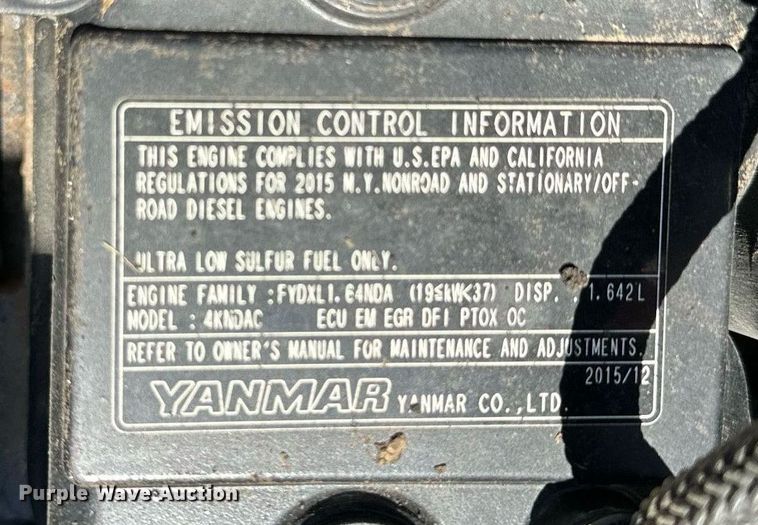 EMISSION CONTROL INFORMATION
THIS ENGINE COMPLIES WITH U.S.EPA AND CALIFORNIA
REGULATIONS FOR 2015 M.Y.NONROAD AND STATIONARY/OFF-
ROAD DIESEL ENGINES.
ULTRA LOW SULFUR FUEL ONLY.
ENGINE FAMILY :FYDXL1.64NDA (19≤kW<37) DISP. :1.642L
MODEL : 4KNDAC ECU EM EGR DFI PTOX OC
REFER TO OWNER'S MANUAL FOR MAINTENANCE AND ADJUSTMENTS.
2015/12
YANMAR YANMAR CO.,LTD.
Purple Wave Auction